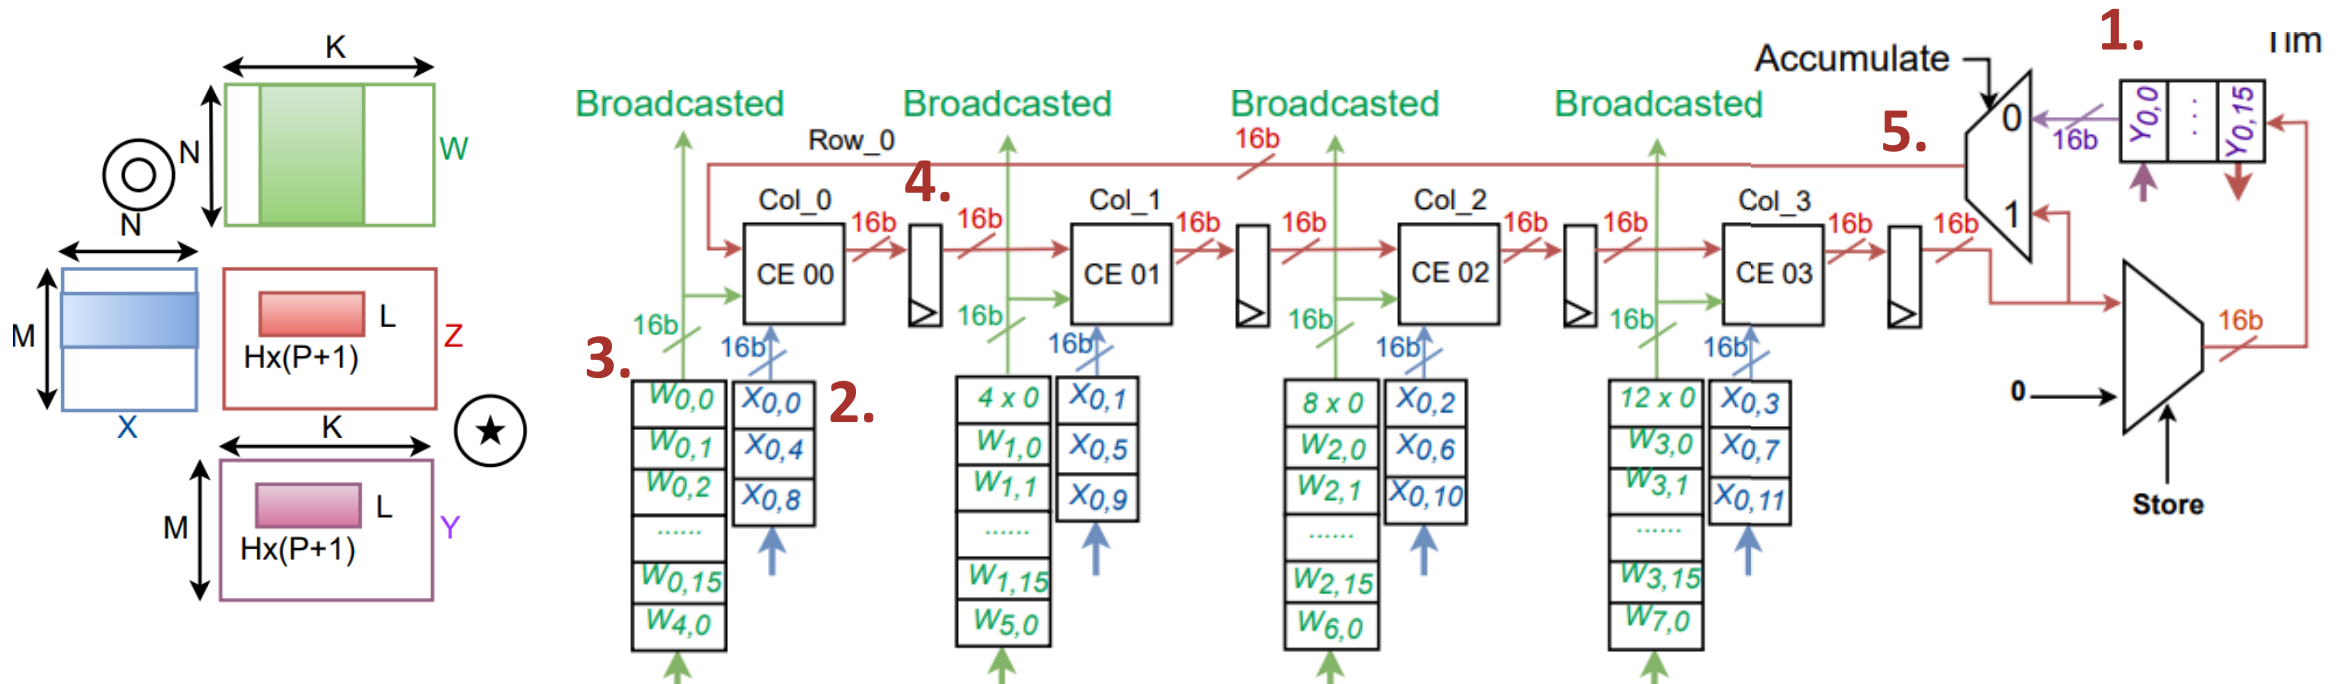 K
N
W
N
M
X
L
Hx(P+1)
Z
K
M
L
Hx(P+1)
Y
1.
Accumulate
Broadcasted
Broadcasted
Broadcasted
Broadcasted
Row_0
16b
5.
0
16b
Y0,0
...
Y0,15
4.
Col_0
Col_1
Col_2
Col_3
1
16b
16b
16b
16b
16b
16b
16b
16b
CE 00
CE 01
CE 02
CE 03
16b
16b
16b
16b
16b
16b
16b
16b
16b
3.
2.
0
Store
W0,0
W0,1
W0,2
......
W0,15
W4,0
X0,0
X0,4
X0,8
4 x 0
W1,0
W1,1
......
W1,15
W5,0
X0,1
X0,5
X0,9
8 x 0
W2,0
W2,1
......
W2,15
W6,0
X0,2
X0,6
X0,10
12 x 0
W3,0
W3,1
......
W3,15
W7,0
X0,3
X0,7
X0,11